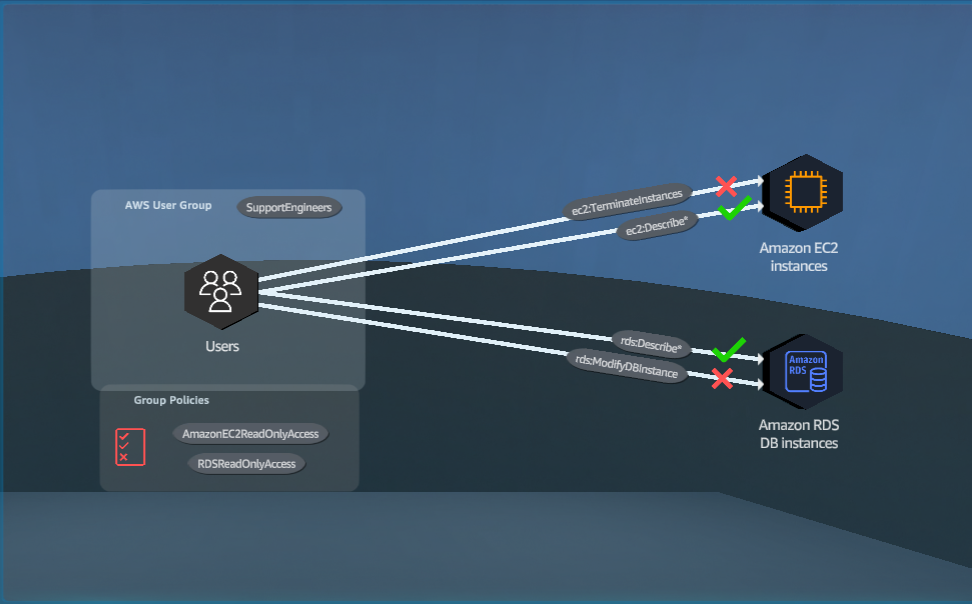 AWS User Group
SupportEngineers
Users
Group Policies
AmazonEC2ReadOnlyAccess
RDSReadOnlyAccess
ec2:TerminateInstances
ec2:Describe*
Amazon EC2
instances
rds:Describe*
rds:ModifyDBInstance
Amazon
RDS
Amazon RDS
DB instances